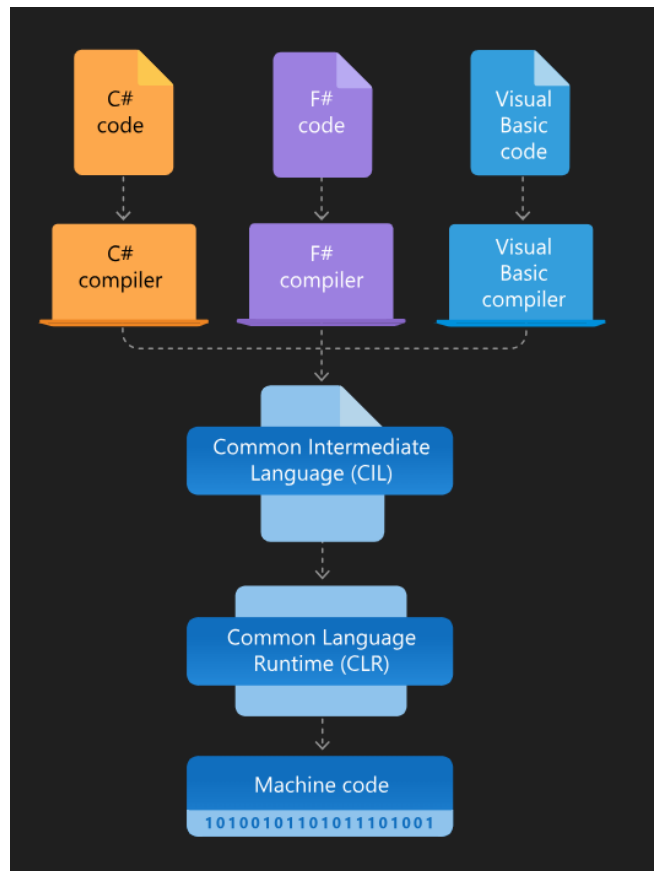 C#
code
F#
code
Visual
Basic
code
C#
compiler
F#
compiler
Visual
Basic
compiler
Common Intermediate
Language (CIL)
Common Language
Runtime (CLR)
Machine code
10100101101011101001